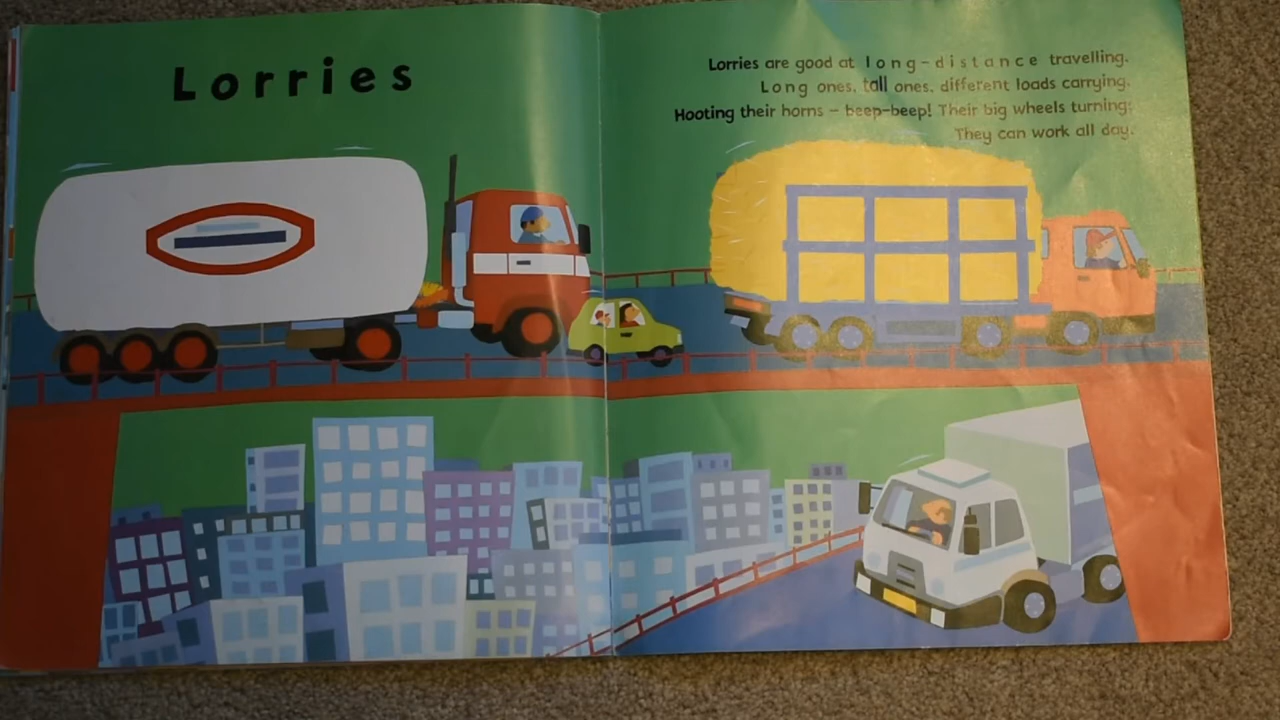 Lorries
Lorries are good at long-distance travelling.
Long ones, tall ones, different loads carrying.
Hooting their horns - beep-beep! Their big wheels turning;
They can work all day.